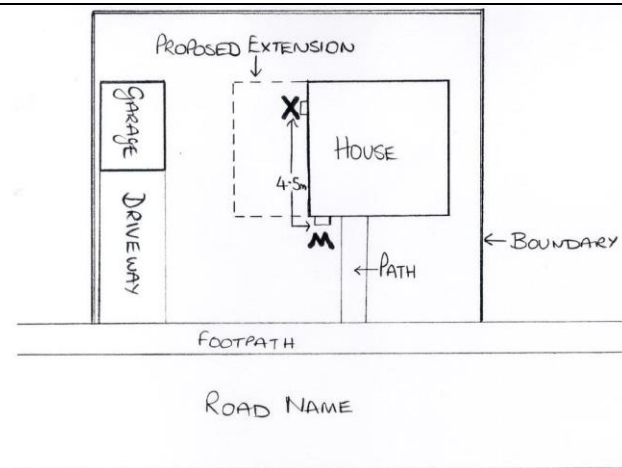 PROPOSED EXTENSION
GARAGE
X
HOUSE
4.5m
DRIVEWAY
M
BOUNDARY
PATH
FOOTPATH
ROAD NAME